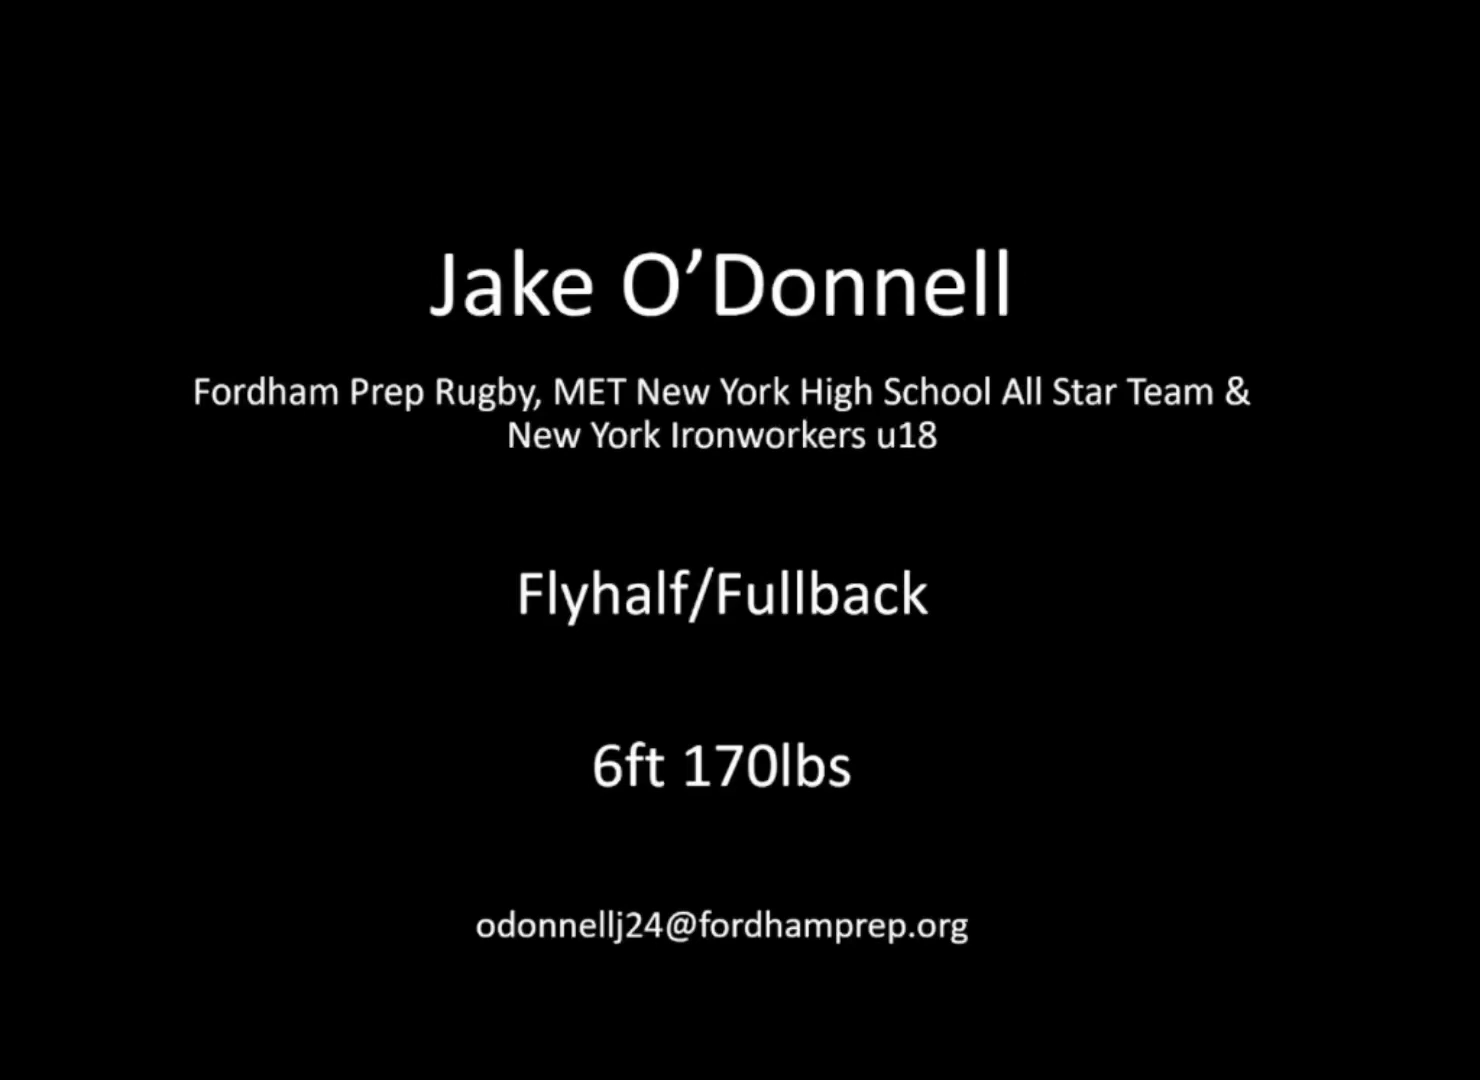 Jake O’Donnell
Fordham Prep Rugby, MET New York High School All Star Team &
New York Ironworkers u18
Flyhalf/Fullback
6ft 170lbs
odonnellj24@fordhamprep.org